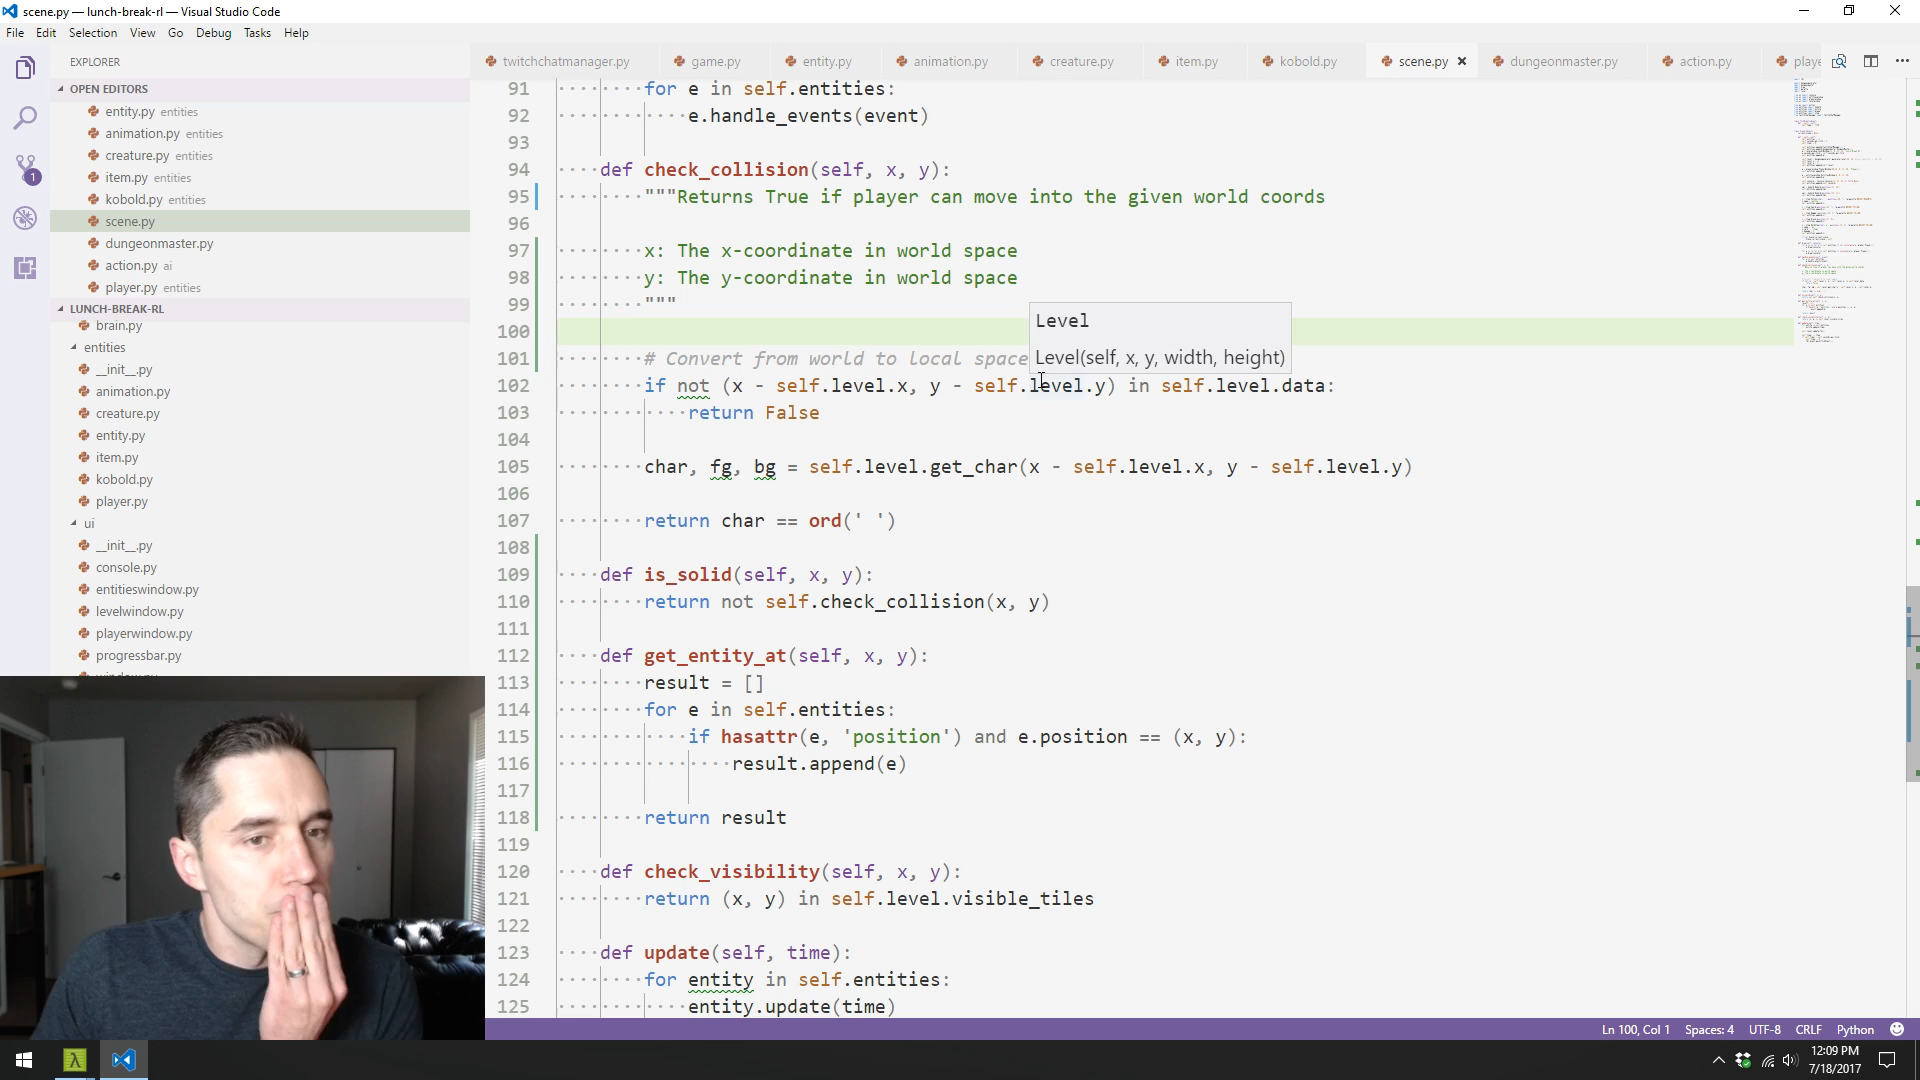 scene.py — lunch-break-rl — Visual Studio Code
File Edit Selection View Go Debug Tasks Help
EXPLORER
OPEN EDITORS
entity.py entities
animation.py entities
creature.py entities
item.py entities
kobold.py entities
scene.py
dungeonmaster.py
action.py ai
player.py entities
LUNCH-BREAK-RL
brain.py
entities
__init__.py
animation.py
creature.py
entity.py
item.py
kobold.py
player.py
ui
__init__.py
console.py
entitieswindow.py
levelwindow.py
playerwindow.py
progressbar.py
1
twitchchatmanager.py game.py entity.py animation.py creature.py item.py kobold.py scene.py dungeonmaster.py action.py playe
91 for e in self.entities:
92 e.handle_events(event)
93
94 def check_collision(self, x, y):
95 """Returns True if player can move into the given world coords
96
97 x: The x-coordinate in world space
98 y: The y-coordinate in world space
99 """
100
101 # Convert from world to local space
102 if not (x - self.level.x, y - self.level.y) in self.level.data:
103 return False
104
105 char, fg, bg = self.level.get_char(x - self.level.x, y - self.level.y)
106
107 return char == ord(' ')
108
109 def is_solid(self, x, y):
110 return not self.check_collision(x, y)
111
112 def get_entity_at(self, x, y):
113 result = []
114 for e in self.entities:
115 if hasattr(e, 'position') and e.position == (x, y):
116 result.append(e)
117
118 return result
119
120 def check_visibility(self, x, y):
121 return (x, y) in self.level.visible_tiles
122
123 def update(self, time):
124 for entity in self.entities:
125 entity.update(time)
Level
Level(self, x, y, width, height)
Ln 100, Col 1 Spaces: 4 UTF-8 CRLF Python
12:09 PM
7/18/2017